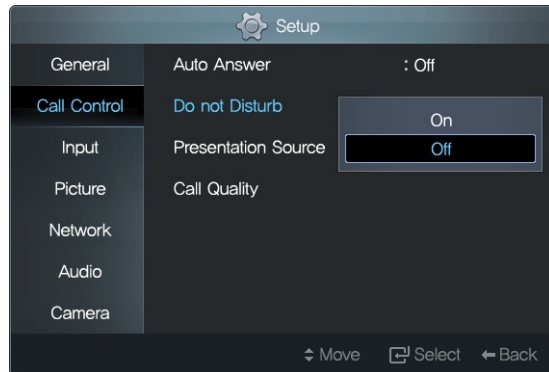 Setup
General
Call Control
Input
Picture
Network
Audio
Camera
Auto Answer : Off
Do not Disturb
Presentation Source
Call Quality
On
Off
Move Select Back